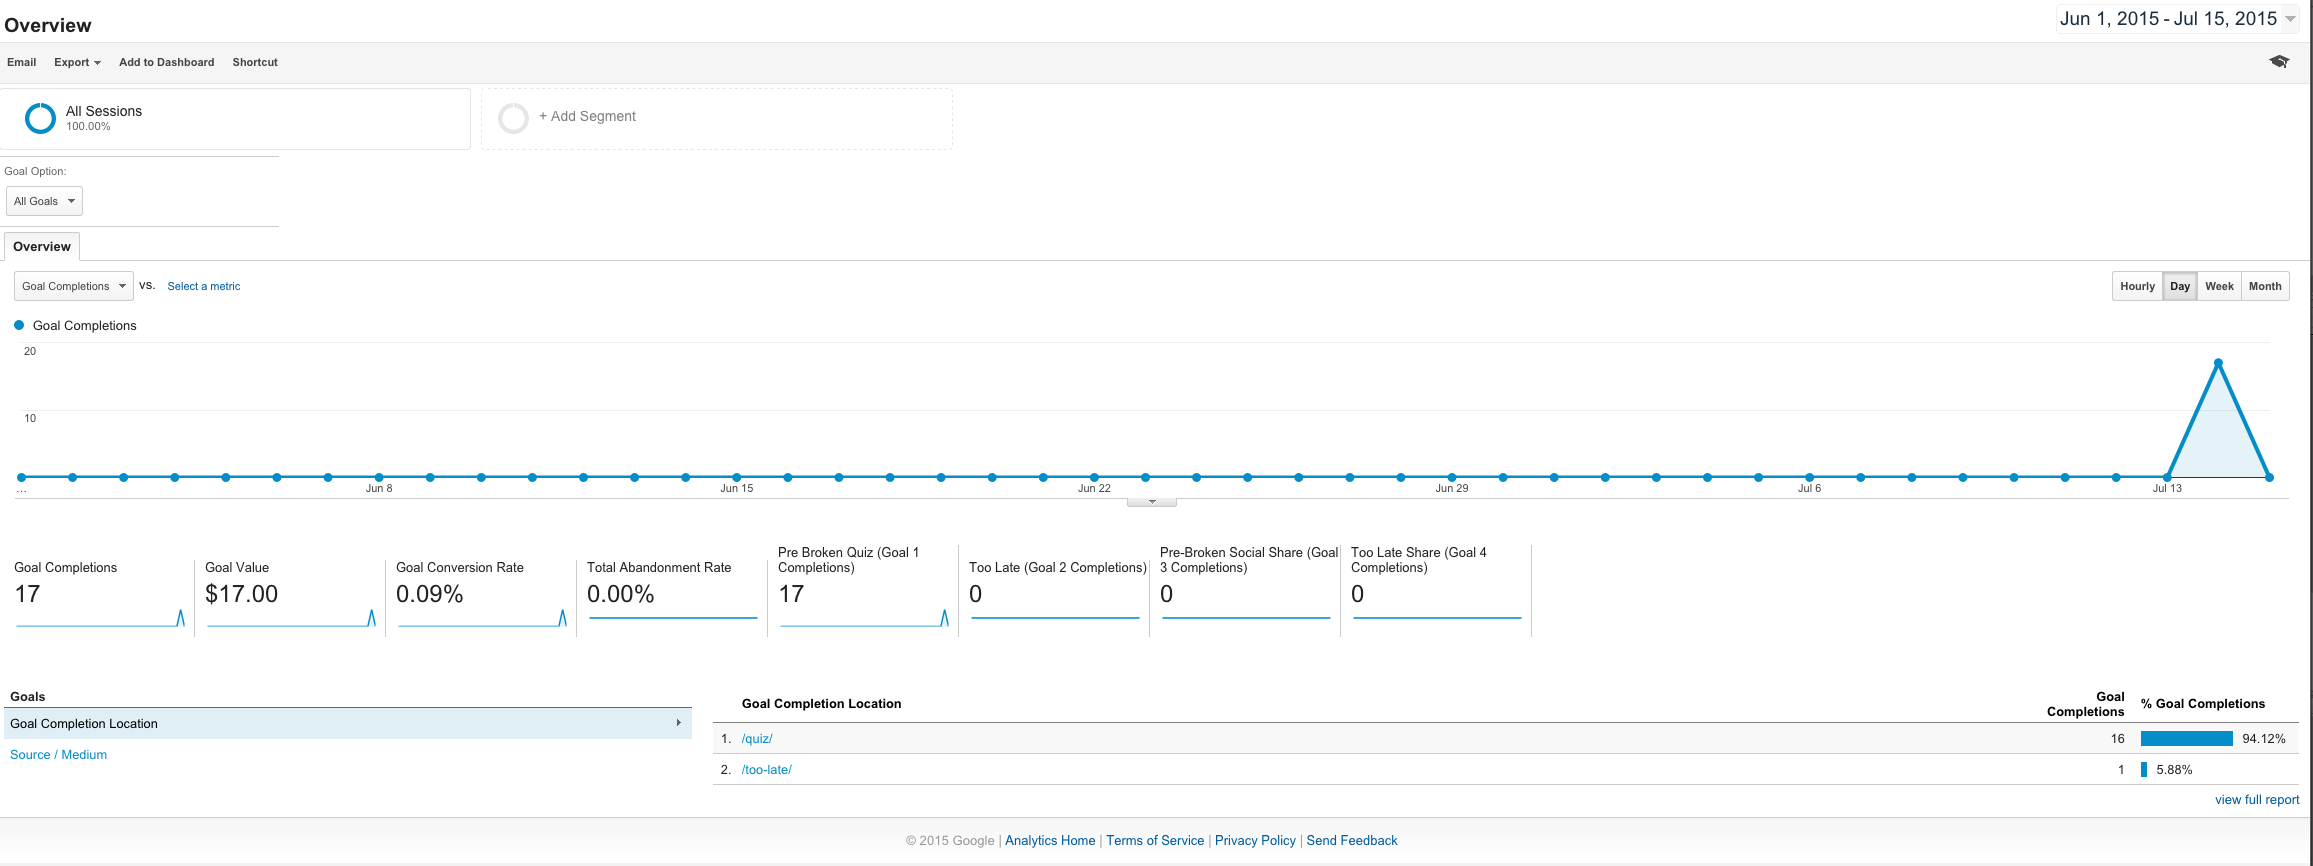 Overview
Jun 1, 2015 - Jul 15, 2015
Email Export Add to Dashboard Shortcut
All Sessions
100.00%
+ Add Segment
Goal Option:
All Goals
Overview
Goal Completions vs. Select a metric
Hourly Day Week Month
Goal Completions
20
10
... Jun 8 Jun 15 Jun 22 Jun 29 Jul 6 Jul 13
Goal Completions
17
Goal Value
$17.00
Goal Conversion Rate
0.09%
Total Abandonment Rate
0.00%
Pre Broken Quiz (Goal 1
Completions)
17
Too Late (Goal 2 Completions)
0
Pre-Broken Social Share (Goal
3 Completions)
0
Too Late Share (Goal 4
Completions)
0
Goals
Goal Completion Location
Source / Medium
Goal Completion Location
Goal
Completions
% Goal Completions
1. /quiz/ 16 94.12%
2. /too-late/ 1 5.88%
view full report
© 2015 Google | Analytics Home | Terms of Service | Privacy Policy | Send Feedback